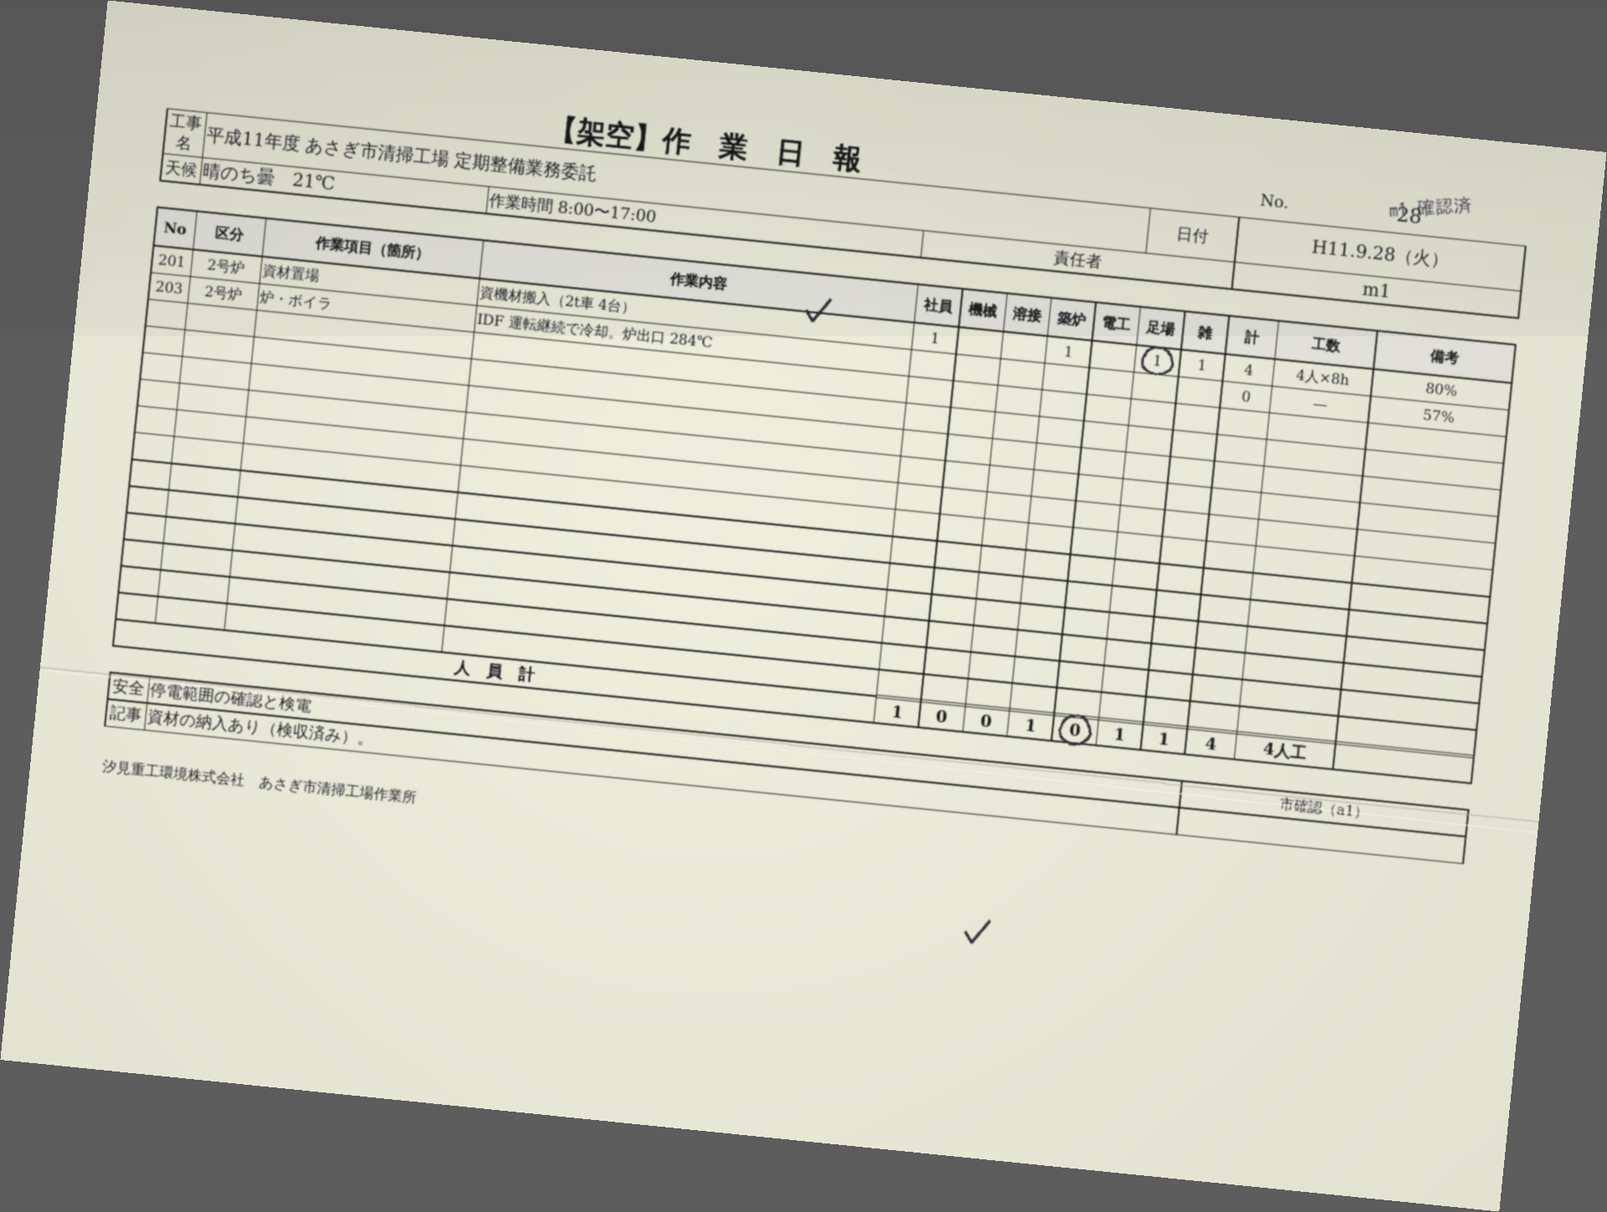 【架空】作　業　日　報
No. 28
m1 確認済
工事名 平成11年度 あさぎ市清掃工場 定期整備業務委託 日付 H11.9.28（火）
天候 晴のち曇　21℃ 作業時間 8:00〜17:00 責任者 m1
No 区分 作業項目（箇所） 作業内容 社員 機械 溶接 築炉 電工 足場 雑 計 工数 備考
201 2号炉 資材置場 資機材搬入（2t車 4台） 1 1 1 1 4 4人×8h 80%
203 2号炉 炉・ボイラ IDF 運転継続で冷却。炉出口 284℃ 0 — 57%
人　員　計 1 0 0 1 0 1 1 4 4人工
安全 停電範囲の確認と検電 市確認（a1）
記事 資材の納入あり（検収済み）。
汐見重工環境株式会社　あさぎ市清掃工場作業所